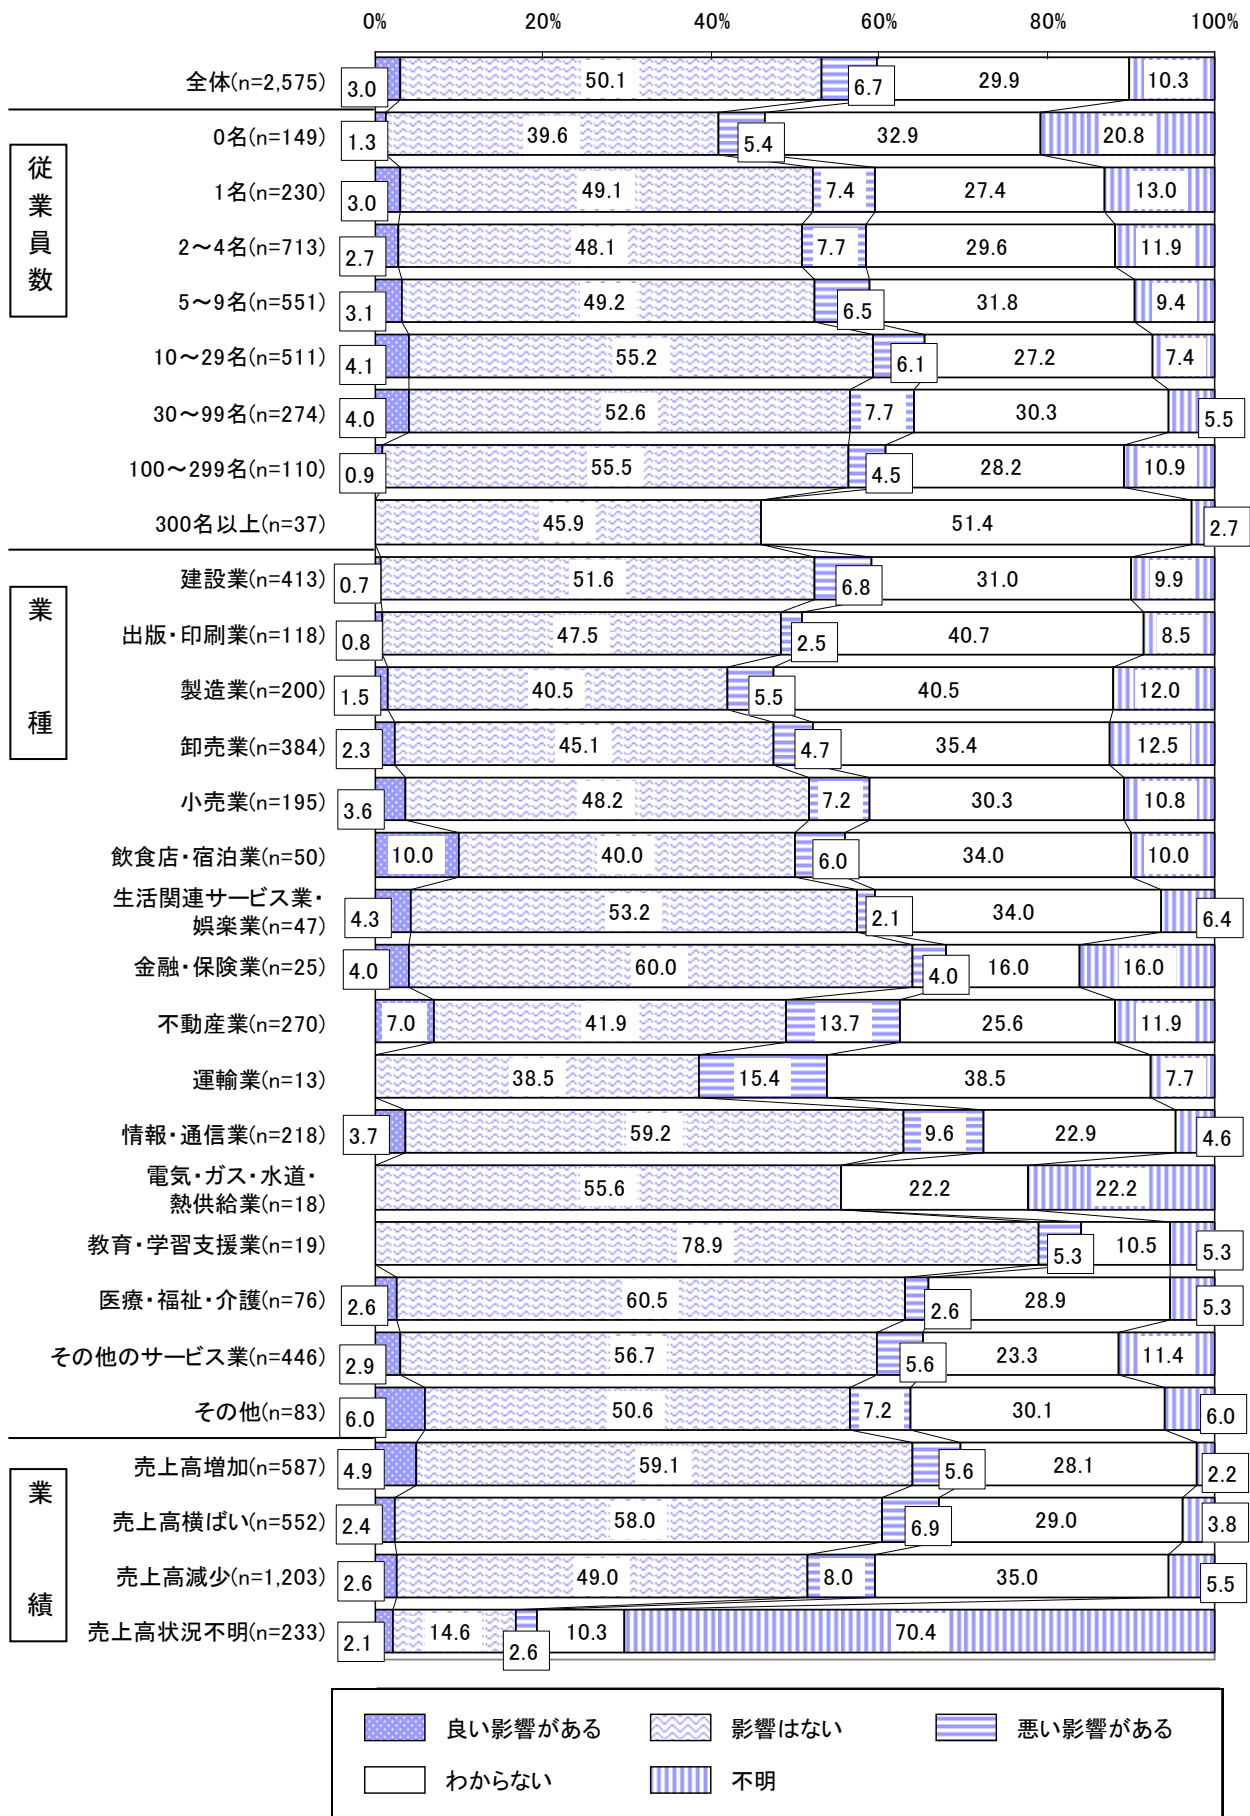 0% 20% 40% 60% 80% 100%
全体(n=2,575) 3.0 50.1 6.7 29.9 10.3
従業員数
0名(n=149) 1.3 39.6 5.4 32.9 20.8
1名(n=230) 3.0 49.1 7.4 27.4 13.0
2～4名(n=713) 2.7 48.1 7.7 29.6 11.9
5～9名(n=551) 3.1 49.2 6.5 31.8 9.4
10～29名(n=511) 4.1 55.2 6.1 27.2 7.4
30～99名(n=274) 4.0 52.6 7.7 30.3 5.5
100～299名(n=110) 0.9 55.5 4.5 28.2 10.9
300名以上(n=37) 45.9 51.4 2.7
業種
建設業(n=413) 0.7 51.6 6.8 31.0 9.9
出版・印刷業(n=118) 0.8 47.5 2.5 40.7 8.5
製造業(n=200) 1.5 40.5 5.5 40.5 12.0
卸売業(n=384) 2.3 45.1 4.7 35.4 12.5
小売業(n=195) 3.6 48.2 7.2 30.3 10.8
飲食店・宿泊業(n=50) 10.0 40.0 6.0 34.0 10.0
生活関連サービス業・
娯楽業(n=47) 4.3 53.2 2.1 34.0 6.4
金融・保険業(n=25) 4.0 60.0 4.0 16.0 16.0
不動産業(n=270) 7.0 41.9 13.7 25.6 11.9
運輸業(n=13) 38.5 15.4 38.5 7.7
情報・通信業(n=218) 3.7 59.2 9.6 22.9 4.6
電気・ガス・水道・
熱供給業(n=18) 55.6 22.2 22.2
教育・学習支援業(n=19) 78.9 5.3 10.5 5.3
医療・福祉・介護(n=76) 2.6 60.5 2.6 28.9 5.3
その他のサービス業(n=446) 2.9 56.7 5.6 23.3 11.4
その他(n=83) 6.0 50.6 7.2 30.1 6.0
業績
売上高増加(n=587) 4.9 59.1 5.6 28.1 2.2
売上高横ばい(n=552) 2.4 58.0 6.9 29.0 3.8
売上高減少(n=1,203) 2.6 49.0 8.0 35.0 5.5
売上高状況不明(n=233) 2.1 14.6 2.6 10.3 70.4
良い影響がある 影響はない 悪い影響がある
わからない 不明